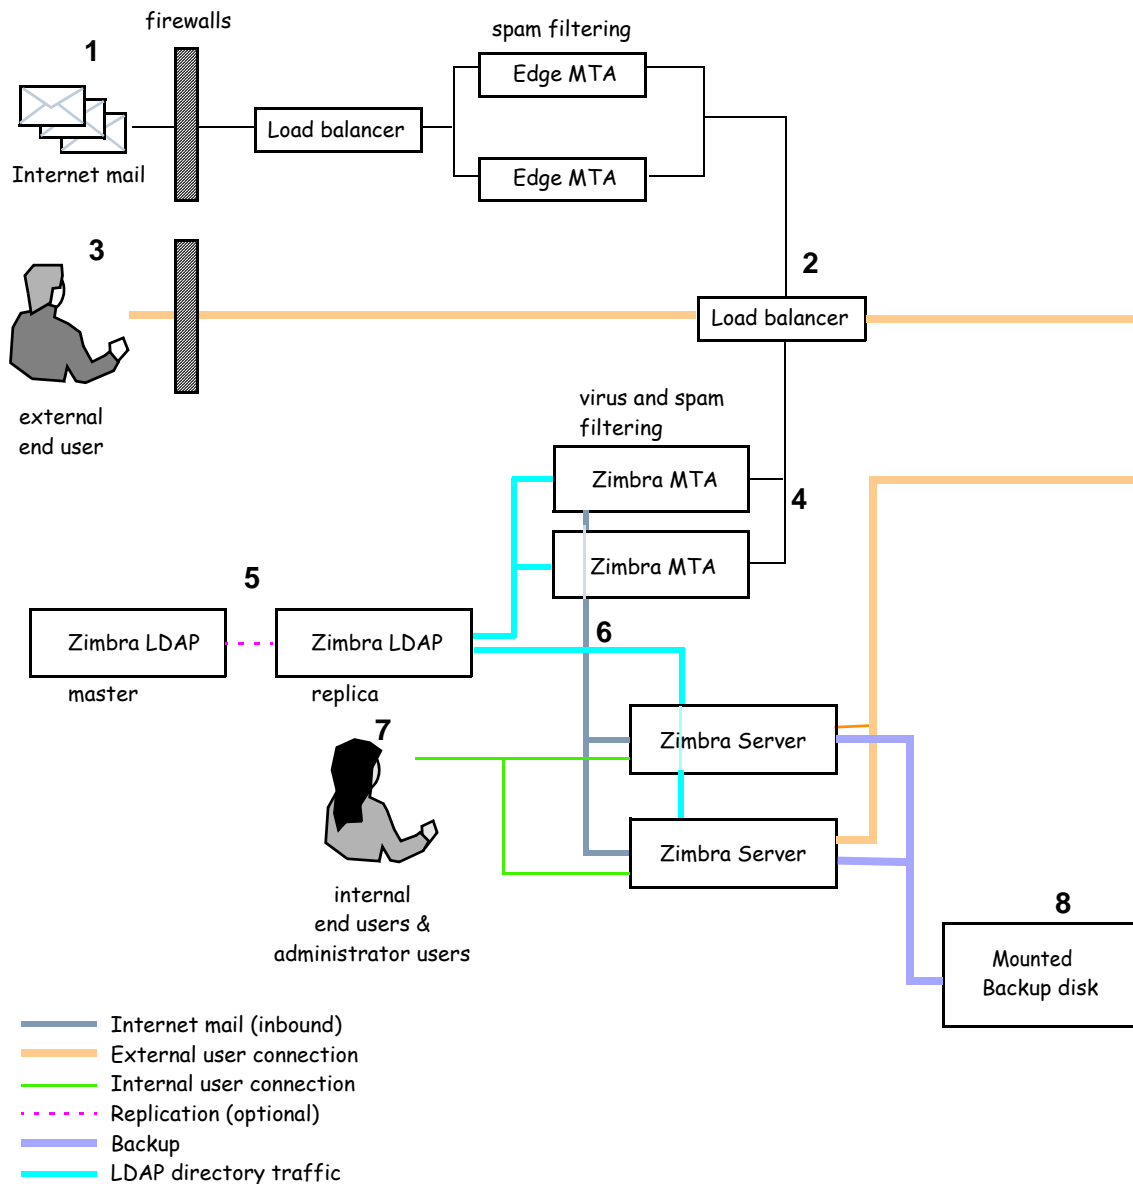 firewalls
spam filtering
1
Edge MTA
Load balancer
Internet mail
Edge MTA
3
2
Load balancer
external
end user
virus and spam
filtering
Zimbra MTA
4
Zimbra MTA
5
6
Zimbra LDAP
Zimbra LDAP
master
replica
7
Zimbra Server
Zimbra Server
internal
end users &
administrator users
8
Mounted
Backup disk
Internet mail (inbound)
External user connection
Internal user connection
Replication (optional)
Backup
LDAP directory traffic